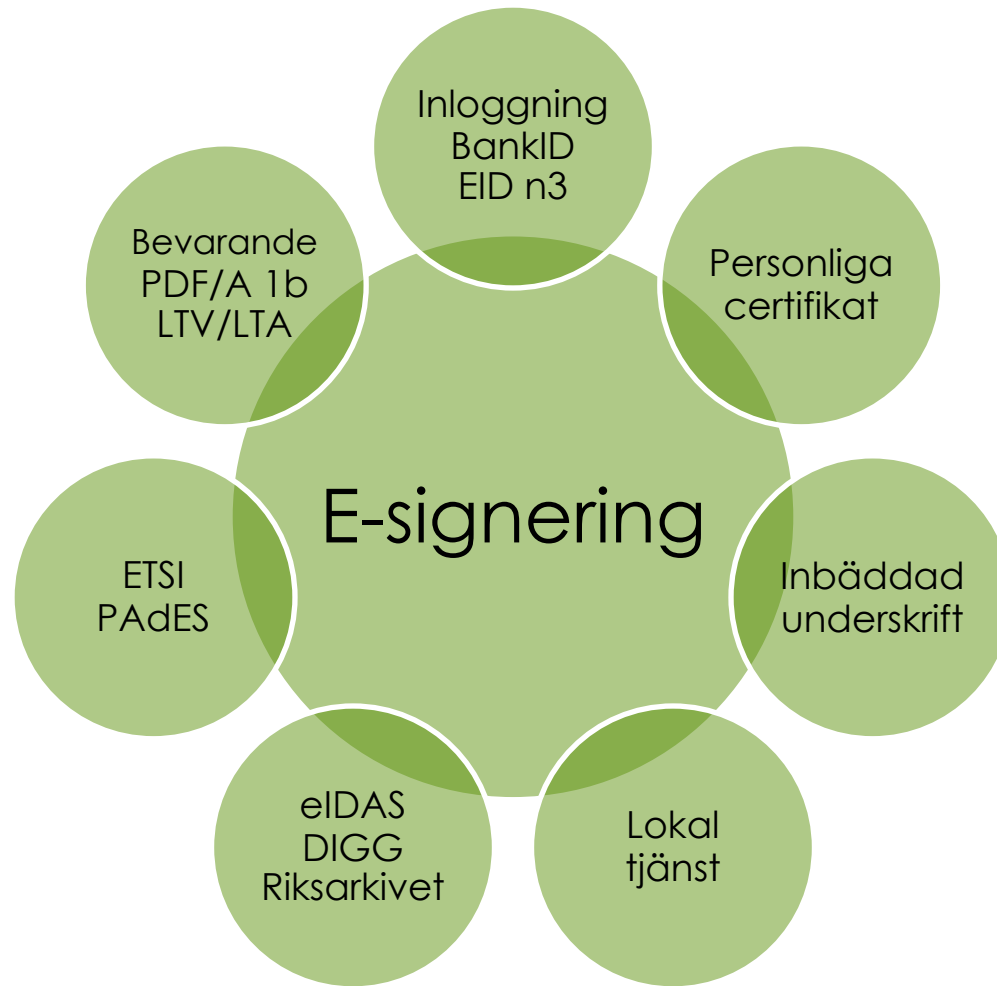 Inloggning
BankID
EID n3
Personliga
certifikat
Inbäddad
underskrift
Lokal
tjänst
eIDAS
DIGG
Riksarkivet
ETSI
PAdES
Bevarande
PDF/A 1b
LTV/LTA
E-signering